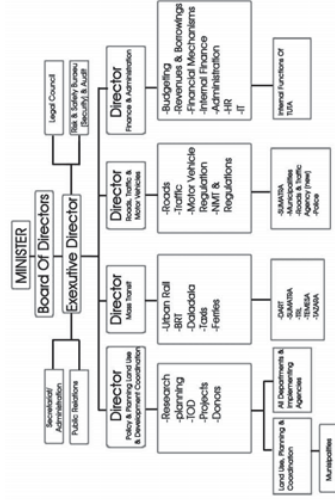 MINISTER
Board Of Directors
Exexutive Director
Secretariat/
Administration
Public Relations
Legal Council
Risk & Safety Bureau
(Security) & Audit
Director
Policy & Planning Land Use
& Development Coordination
-Research
-planning
-TOD
-Projects
-Donors
Land Use, Planning &
Coordination
Municipalities
All Departments &
Implementing
Agencies
Director
Mass Transit
-Urban Rail
-BRT
-Daladala
-Taxis
-Ferries
-DART
-SUMATRA
-TRL
-TEMESA
-TAZARA
Director
Roads, Traffic &
Motor Vehicles
-Roads
-Traffic
-Motor Vehicle
Regulation
-NMT &
Regulations
-SUMATRA
-Municipalities
-Roads & Traffic
Agency (new)
-Police
Director
Finance & Administration
-Budgeting
-Revenues & Borrowings
-Financial Mechanisms
-Internal Finance
-Administration
-HR
-IT
Internal Functions Of
TUTA